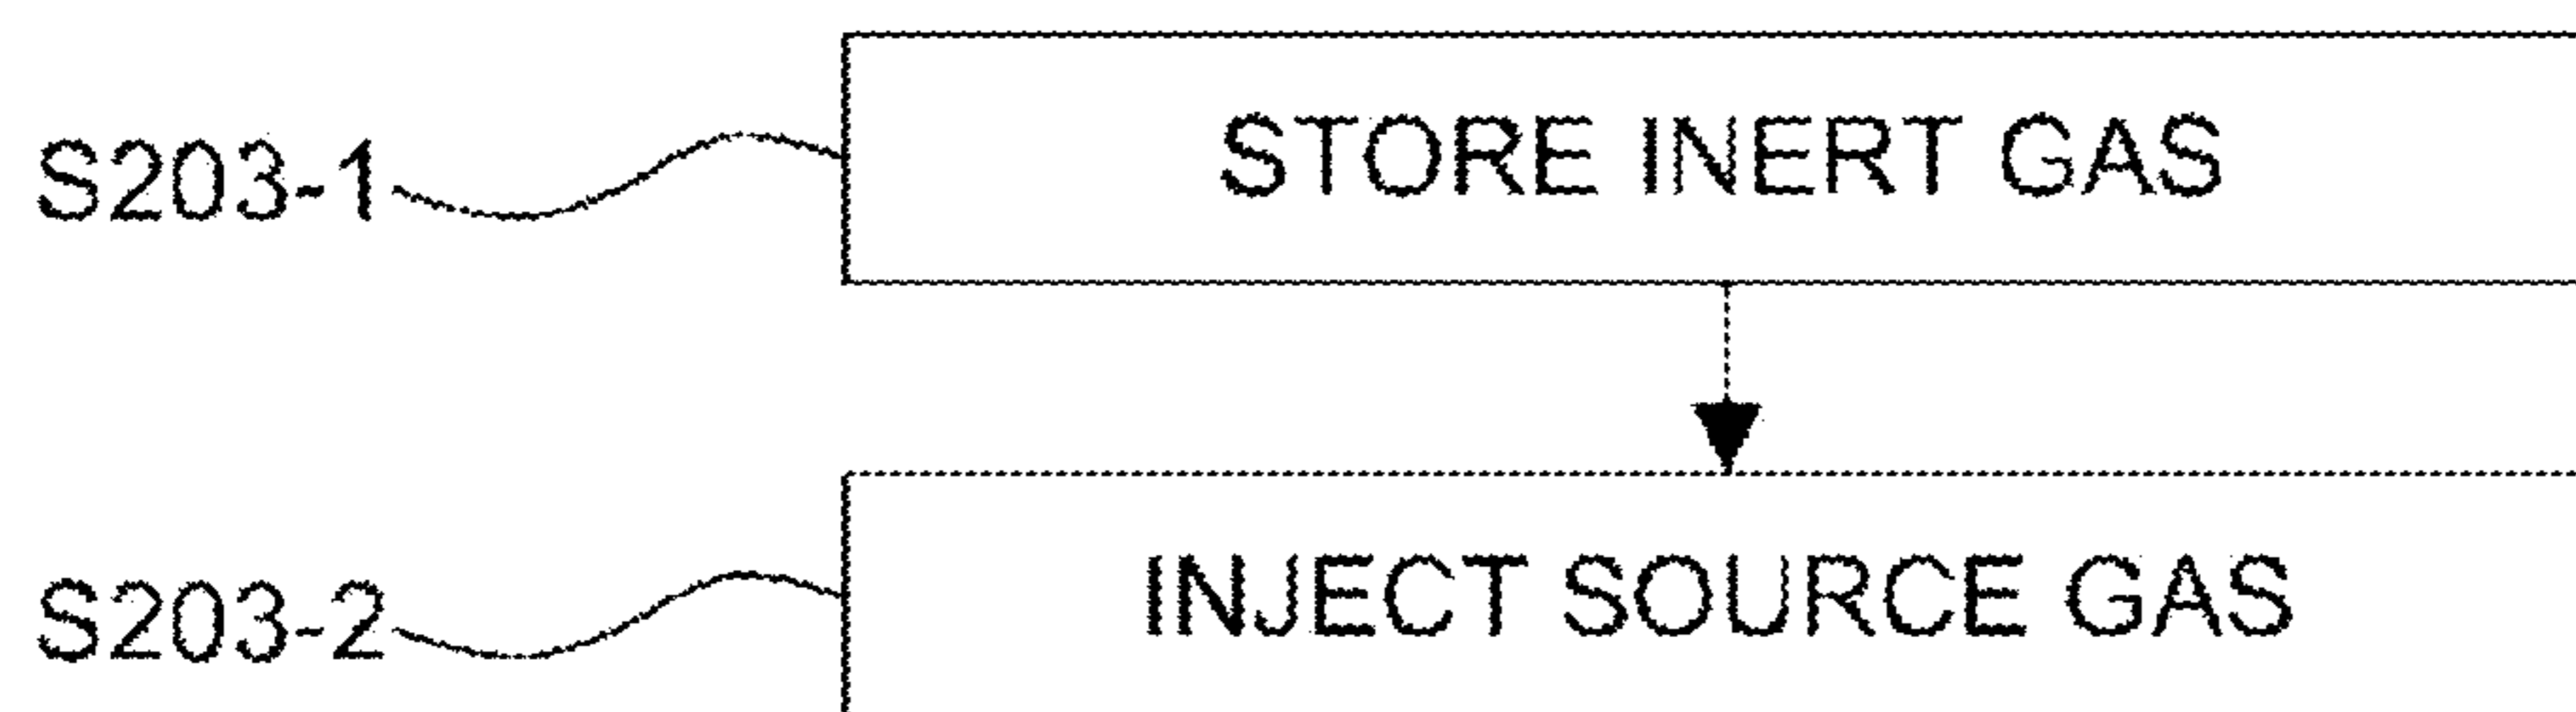 S203-1 STORE INERT GAS
S203-2 INJECT SOURCE GAS